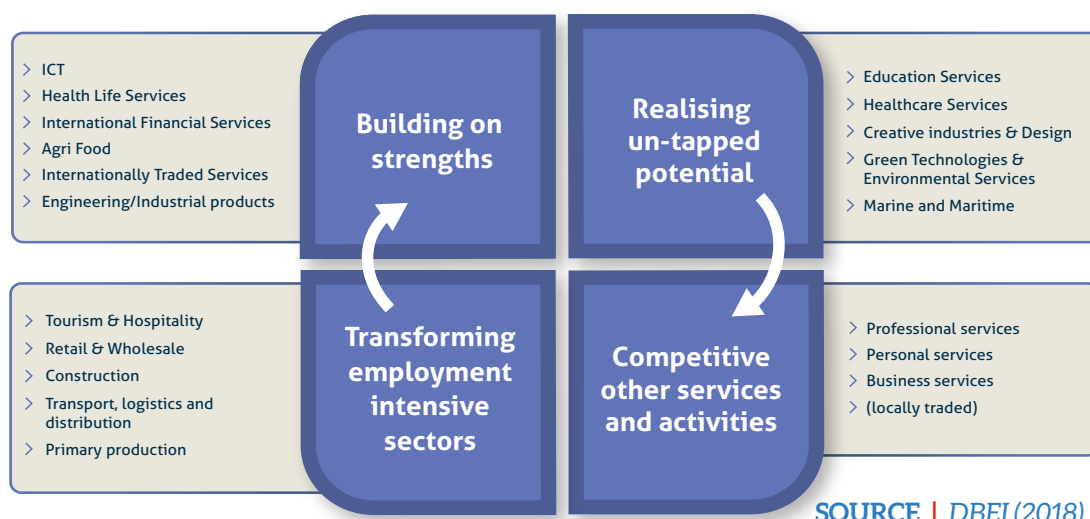 > ICT
> Health Life Services
> International Financial Services
> Agri Food
> Internationally Traded Services
> Engineering/Industrial products
Building on
strengths
Realising
un-tapped
potential
> Education Services
> Healthcare Services
> Creative industries & Design
> Green Technologies &
Environmental Services
> Marine and Maritime
> Tourism & Hospitality
> Retail & Wholesale
> Construction
> Transport, logistics and
distribution
> Primary production
Transforming
employment
intensive
sectors
Competitive
other services
and activities
> Professional services
> Personal services
> Business services
> (locally traded)
SOURCE | DBEI (2018)